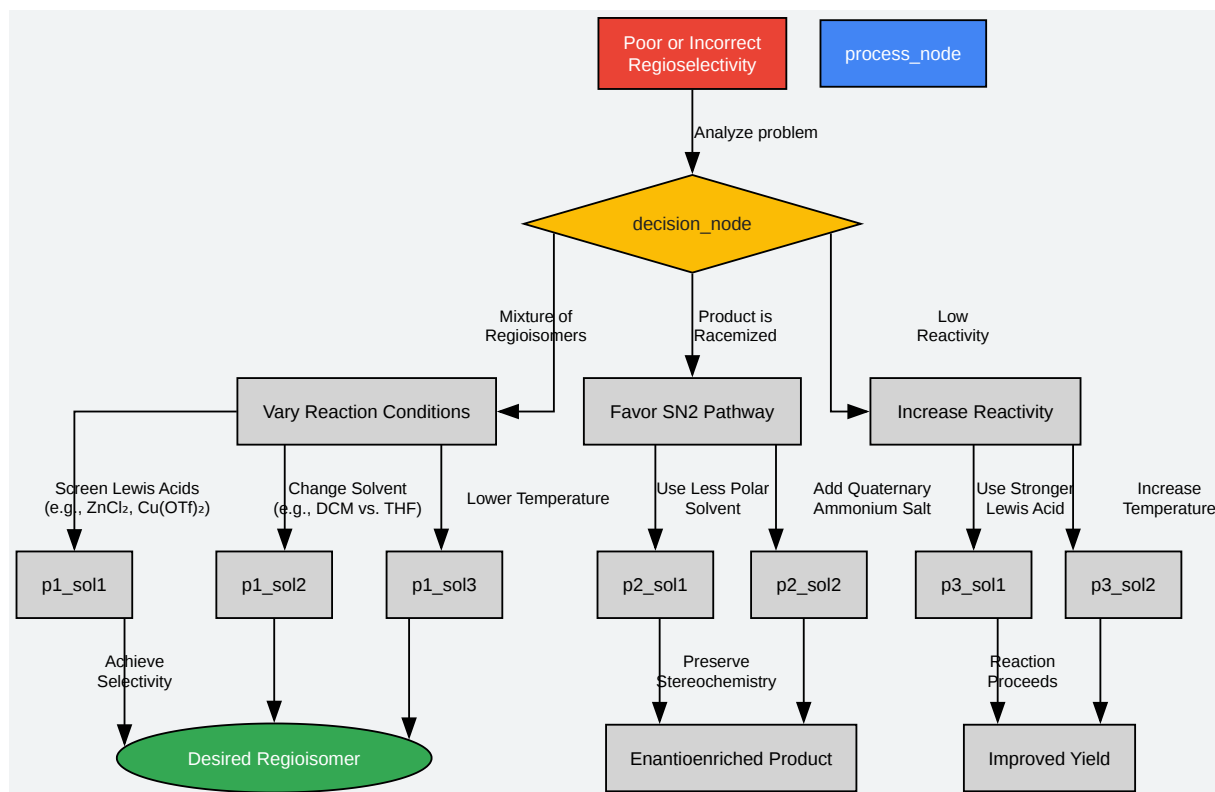 Poor or Incorrect
Regioselectivity
process_node
Analyze problem
decision_node
Mixture of
Regioisomers
Product is
Racemized
Low
Reactivity
Vary Reaction Conditions
Favor SN2 Pathway
Increase Reactivity
Screen Lewis Acids
(e.g., ZnCl₂, Cu(OTf)₂)
Change Solvent
(e.g., DCM vs. THF)
Lower Temperature
Use Less Polar
Solvent
Add Quaternary
Ammonium Salt
Use Stronger
Lewis Acid
Increase
Temperature
p1_sol1
p1_sol2
p1_sol3
p2_sol1
p2_sol2
p3_sol1
p3_sol2
Achieve
Selectivity
Preserve
Stereochemistry
Reaction
Proceeds
Desired Regioisomer
Enantioenriched Product
Improved Yield